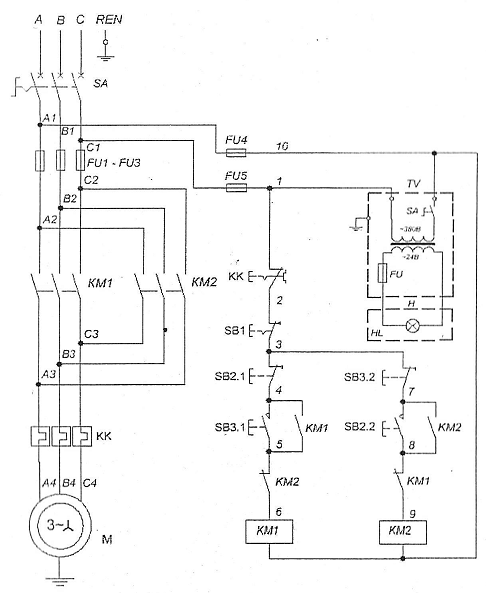 A B C REN
SA
A1
B1
C1
FU4
10
FU1 - FU3
C2
FU5
1
TV
B2
SA
A2
~380В
~24В
FU
KM1
KM2
KK
2
H
HL
SB1
3
C3
B3
A3
SB2.1
SB3.2
4
7
SB3.1
KM1
SB2.2
KM2
KK
5
8
KM2
KM1
A4 B4 C4
6
9
3~
M
KM1
KM2